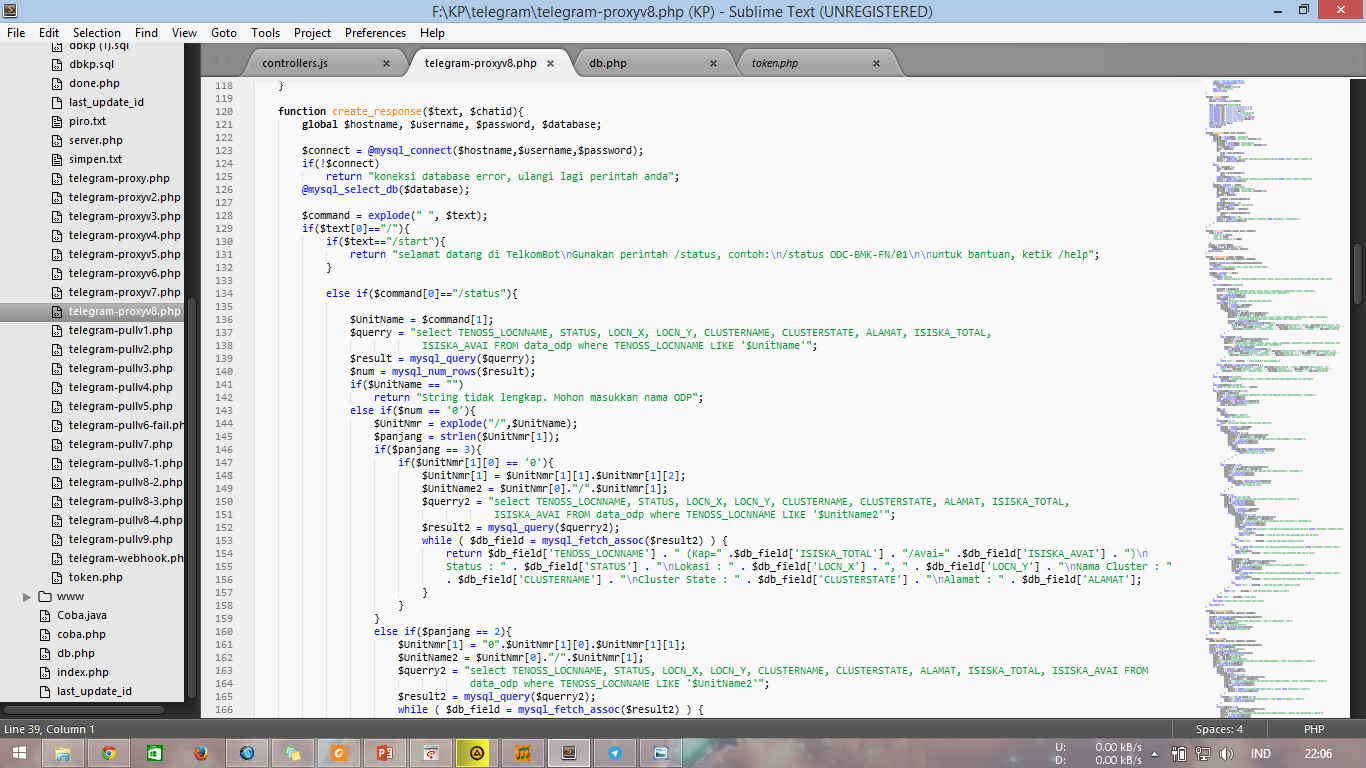 F:\KP\telegram\telegram-proxyv8.php (KP) - Sublime Text (UNREGISTERED)
File Edit Selection Find View Goto Tools Project Preferences Help
dbkp (1).sql
dbkp.sql
done.php
last_update_id
piro.txt
server.php
simpen.txt
telegram-proxy.php
telegram-proxyv2.php
telegram-proxyv3.php
telegram-proxyv4.php
telegram-proxyv5.php
telegram-proxyv6.php
telegram-proxyv7.php
telegram-proxyv8.php
telegram-pullv1.php
telegram-pullv2.php
telegram-pullv3.php
telegram-pullv4.php
telegram-pullv5.php
telegram-pullv6-fail.ph
telegram-pullv7.php
telegram-pullv8-1.php
telegram-pullv8-2.php
telegram-pullv8-3.php
telegram-pullv8-4.php
telegram-pullv9.php
telegram-webhook.ph
token.php
www
Coba.java
coba.php
db.php
index.php
last_update_id
controllers.js × telegram-proxyv8.php × db.php × token.php ×
118 }
119
120 function create_response($text, $chatid){
121 global $hostname, $username, $password, $database;
122
123 $connect = @mysql_connect($hostname,$username,$password);
124 if(!$connect)
125 return "koneksi database error, ulangi lagi perintah anda";
126 @mysql_select_db($database);
127
128 $command = explode(" ", $text);
129 if($text[0]=="/"){
130 if($text=="/start"){
131 return "selamat datang di TelkomBot\nGunakan perintah /status, contoh:\n/status ODC-BMK-FN/01\n\nuntuk bantuan, ketik /help";
132 }
133
134 else if($command[0]=="/status"){
135
136 $UnitName = $command[1];
137 $querry = "select TENOSS_LOCNNAME, STATUS, LOCN_X, LOCN_Y, CLUSTERNAME, CLUSTERSTATE, ALAMAT, ISISKA_TOTAL,
138 ISISKA_AVAI FROM data_odp where TENOSS_LOCNNAME LIKE '$UnitName'";
139 $result = mysql_query($querry);
140 $num = mysql_num_rows($result);
141 if($UnitName == "")
142 return "String tidak lengkap. Mohon masukkan nama ODP";
143 else if($num == '0'){
144 $UnitNmr = explode("/",$UnitName);
145 $panjang = strlen($UnitNmr[1]);
146 if($panjang == 3){
147 if($UnitNmr[1][0] == '0'){
148 $UnitNmr[1] = $UnitNmr[1][1].$UnitNmr[1][2];
149 $UnitName2 = $UnitNmr[0]."/".$UnitNmr[1];
150 $querry2 = "select TENOSS_LOCNNAME, STATUS, LOCN_X, LOCN_Y, CLUSTERNAME, CLUSTERSTATE, ALAMAT, ISISKA_TOTAL,
151 ISISKA_AVAI FROM data_odp where TENOSS_LOCNNAME LIKE '$UnitName2'";
152 $result2 = mysql_query($querry2);
153 while ( $db_field = mysql_fetch_assoc($result2) ) {
154 return $db_field['TENOSS_LOCNNAME'] . " (Kap=" .$db_field['ISISKA_TOTAL'] . "/Avai=" .$db_field['ISISKA_AVAI'] . ")\n
155 Status : " . $db_field['STATUS'] . "\nLokasi : " . $db_field['LOCN_X'] . ", " . $db_field['LOCN_Y'] . "\nNama Cluster : "
156 . $db_field['CLUSTERNAME'] . "\nCluster State : " . $db_field['CLUSTERSTATE'] . "\nAlamat : " . $db_field['ALAMAT'];
157 }
158 }
159 }
160 else if($panjang == 2){
161 $UnitNmr[1] = "0".$UnitNmr[1][0].$UnitNmr[1][1];
162 $UnitName2 = $UnitNmr[0]."/".$UnitNmr[1];
163 $querry2 = "select TENOSS_LOCNNAME, STATUS, LOCN_X, LOCN_Y, CLUSTERNAME, CLUSTERSTATE, ALAMAT, ISISKA_TOTAL, ISISKA_AVAI FROM
164 data_odp where TENOSS_LOCNNAME LIKE '$UnitName2'";
165 $result2 = mysql_query($querry2);
166 while ( $db_field = mysql_fetch_assoc($result2) ) {
Line 39, Column 1 Spaces: 4 PHP
U: 0.00 kB/s
D: 0.00 kB/s
IND 22:06